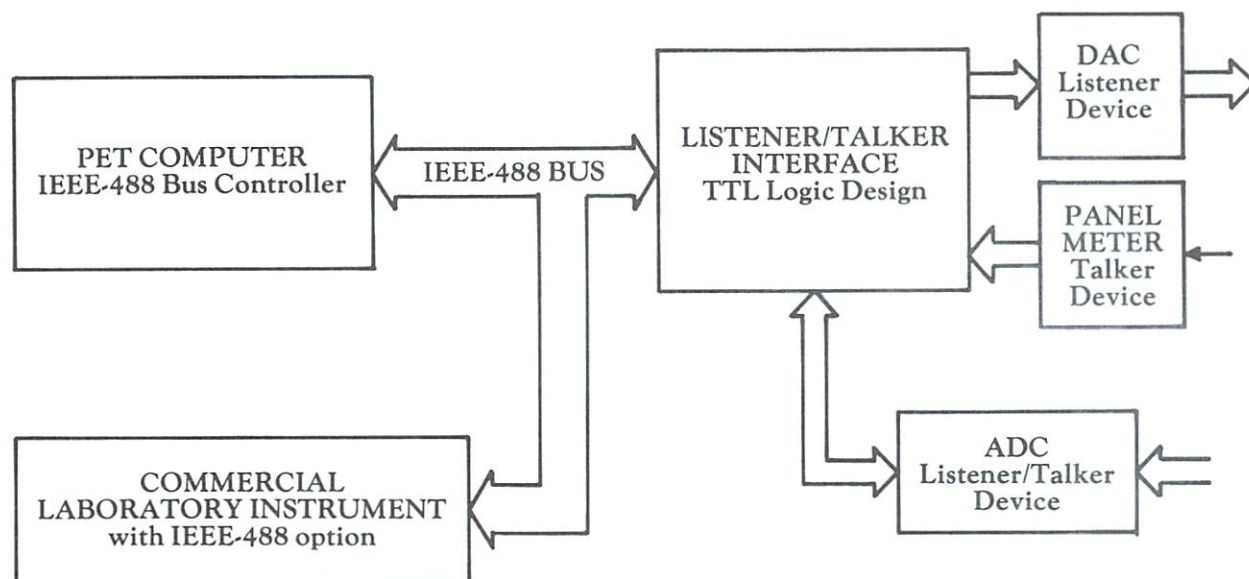 PET COMPUTER
IEEE-488 Bus Controller
IEEE-488 BUS
LISTENER/TALKER
INTERFACE
TTL Logic Design
DAC
Listener
Device
PANEL
METER
Talker
Device
COMMERCIAL
LABORATORY INSTRUMENT
with IEEE-488 option
ADC
Listener/Talker
Device